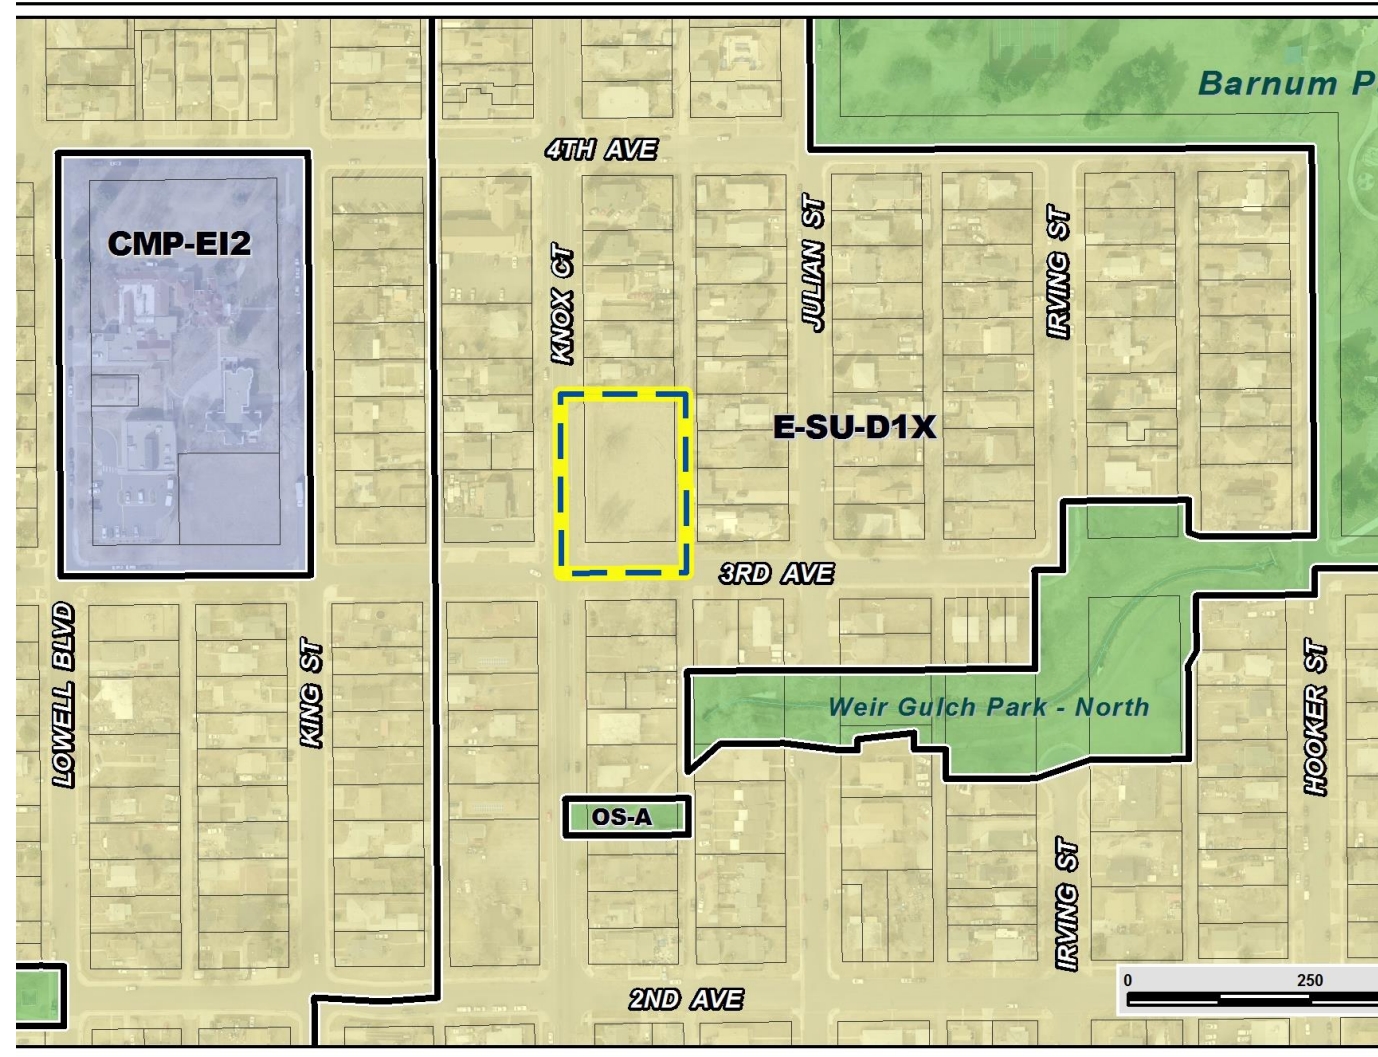 Barnum P
4TH AVE
CMP-EI2
KNOX CT
JULIAN ST
IRVING ST
E-SU-D1X
3RD AVE
LOWELL BLVD
KING ST
Weir Gulch Park - North
HOOKER ST
OS-A
IRVING ST
2ND AVE
0 250